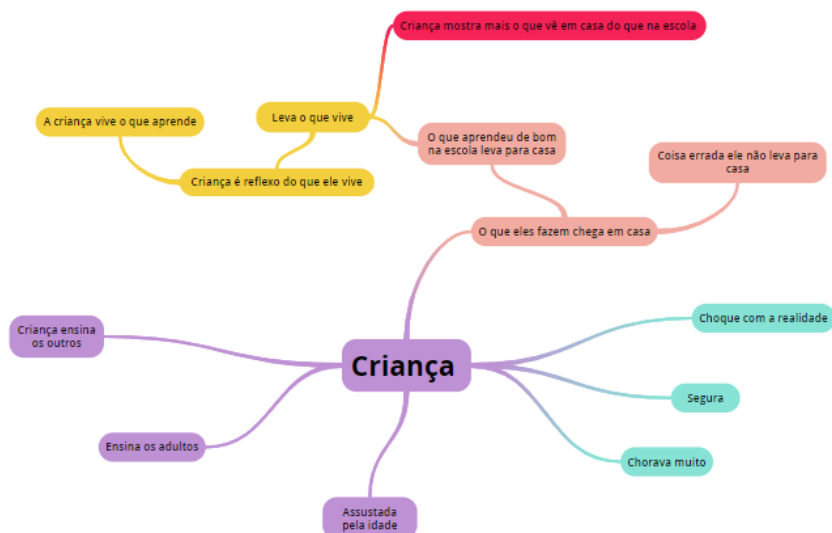 Criança mostra mais o que vê em casa do que na escola
A criança vive o que aprende
Leva o que vive
O que aprendeu de bom
na escola leva para casa
Coisa errada ele não leva para
casa
Criança é reflexo do que ele vive
O que eles fazem chega em casa
Criança ensina
os outros
Criança
Choque com a realidade
Segura
Ensina os adultos
Chorava muito
Assustada
pela idade